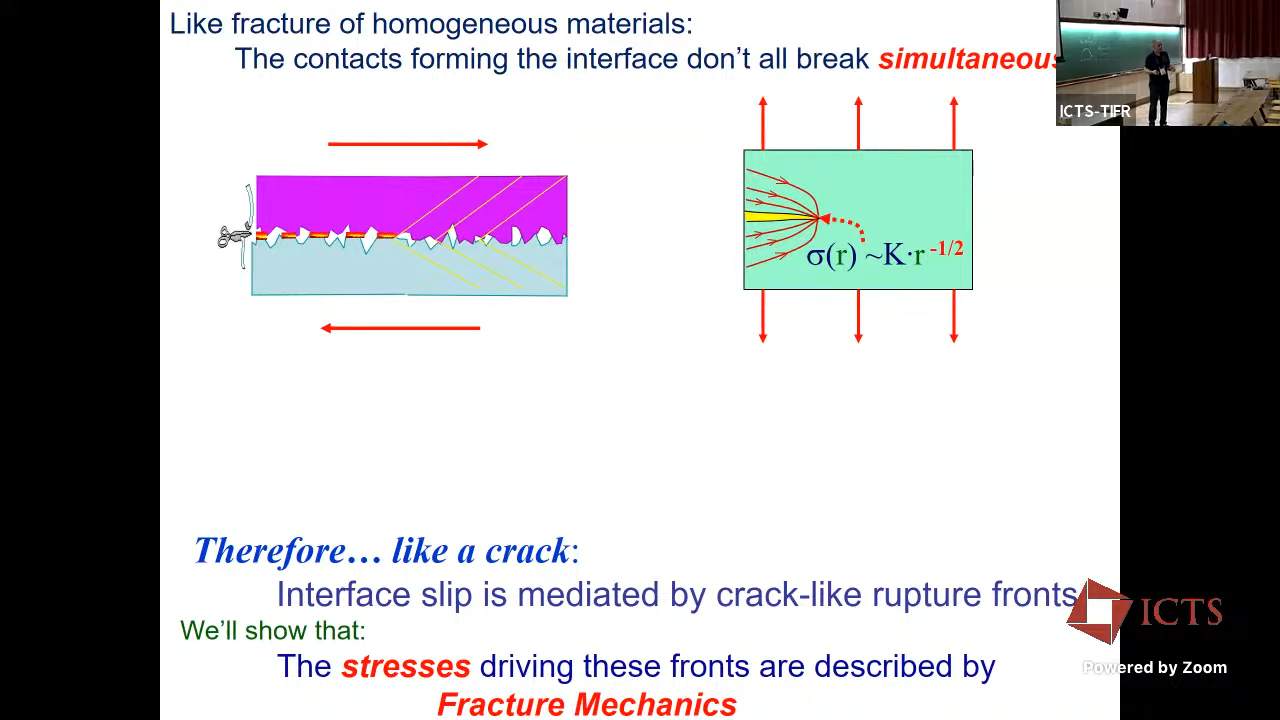 Like fracture of homogeneous materials:
The contacts forming the interface don't all break simultaneous
ICTS-TIFR
σ(r) ~K·r -1/2
Therefore… like a crack:
Interface slip is mediated by crack-like rupture fronts
We'll show that:
The stresses driving these fronts are described by
Fracture Mechanics
ICTS
Powered by Zoom